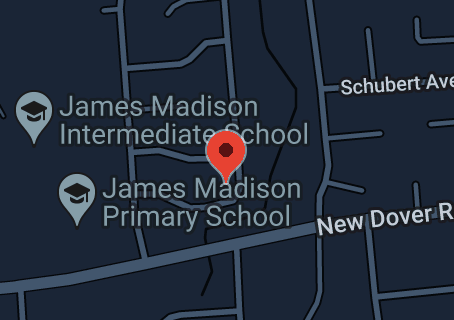 Schubert Ave
James Madison
Intermediate School
James Madison
Primary School
New Dover R